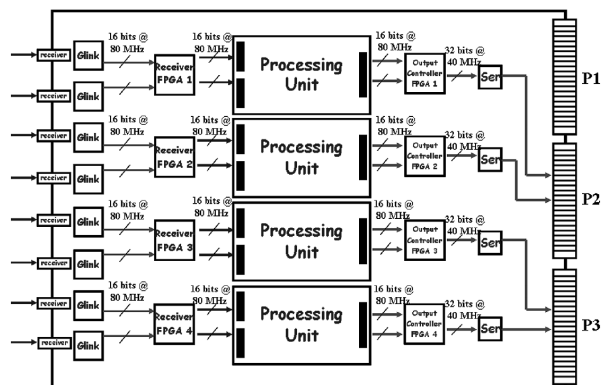 16 bits @ 80 MHz 16 bits @ 80 MHz 16 bits @ 80 MHz 32 bits @ 40 MHz
receiver Glink Receiver FPGA 1 Processing Unit Output Controller FPGA 1 Ser P1
receiver Glink
16 bits @ 80 MHz 16 bits @ 80 MHz 16 bits @ 80 MHz 32 bits @ 40 MHz
receiver Glink Receiver FPGA 2 Processing Unit Output Controller FPGA 2 Ser
receiver Glink P2
16 bits @ 80 MHz 16 bits @ 80 MHz 16 bits @ 80 MHz 32 bits @ 40 MHz
receiver Glink Receiver FPGA 3 Processing Unit Output Controller FPGA 3 Ser
receiver Glink
16 bits @ 80 MHz 16 bits @ 80 MHz 16 bits @ 80 MHz 32 bits @ 40 MHz
receiver Glink Receiver FPGA 4 Processing Unit Output Controller FPGA 4 Ser P3
receiver Glink